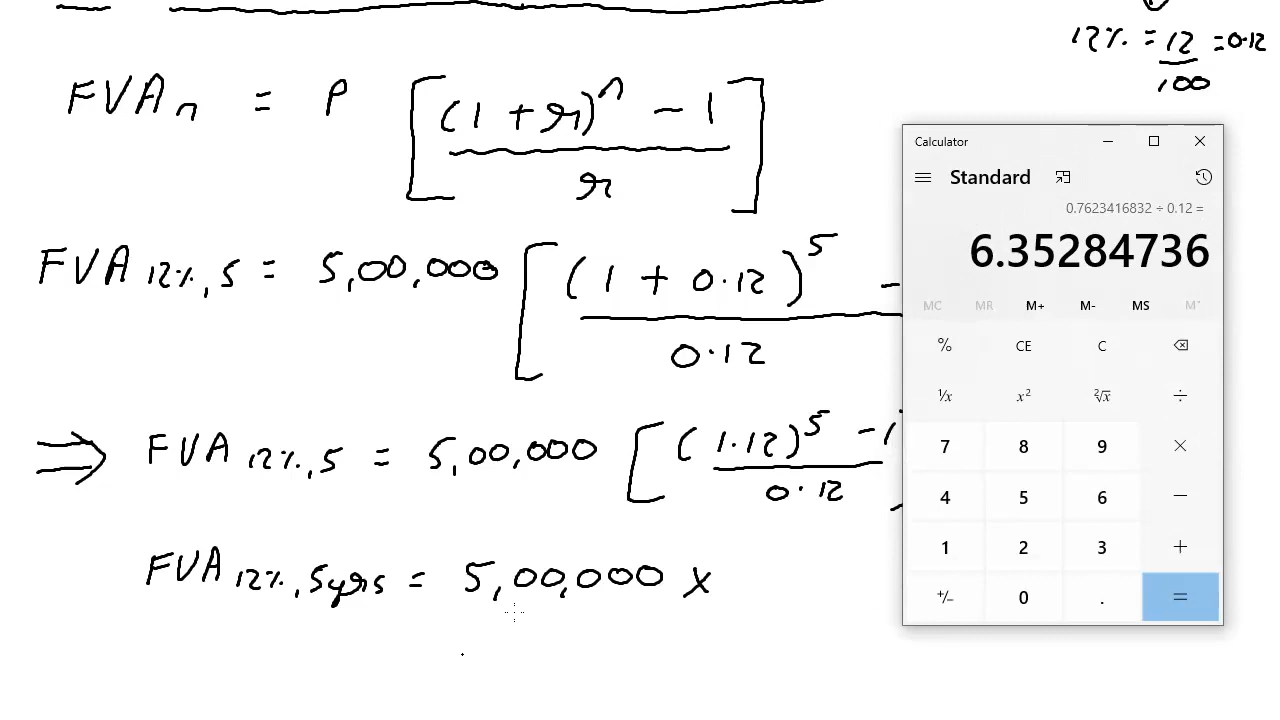 12% = 12/100 = 0.12
FVAn = P [ (1 + r)^n - 1 / r ]
FVA 12%, 5 = 5,00,000 [ (1 + 0.12)^5 - / 0.12
⇒ FVA 12%, 5 = 5,00,000 [ (1.12)^5 - 1 / 0.12
FVA 12%, 5yrs = 5,00,000 x
Calculator
Standard
0.7623416832 ÷ 0.12 =
6.35284736
MC MR M+ M- MS M˅
% CE C ⌫
¹/x x² ²√x ÷
7 8 9 ×
4 5 6 −
1 2 3 +
+/− 0 . =